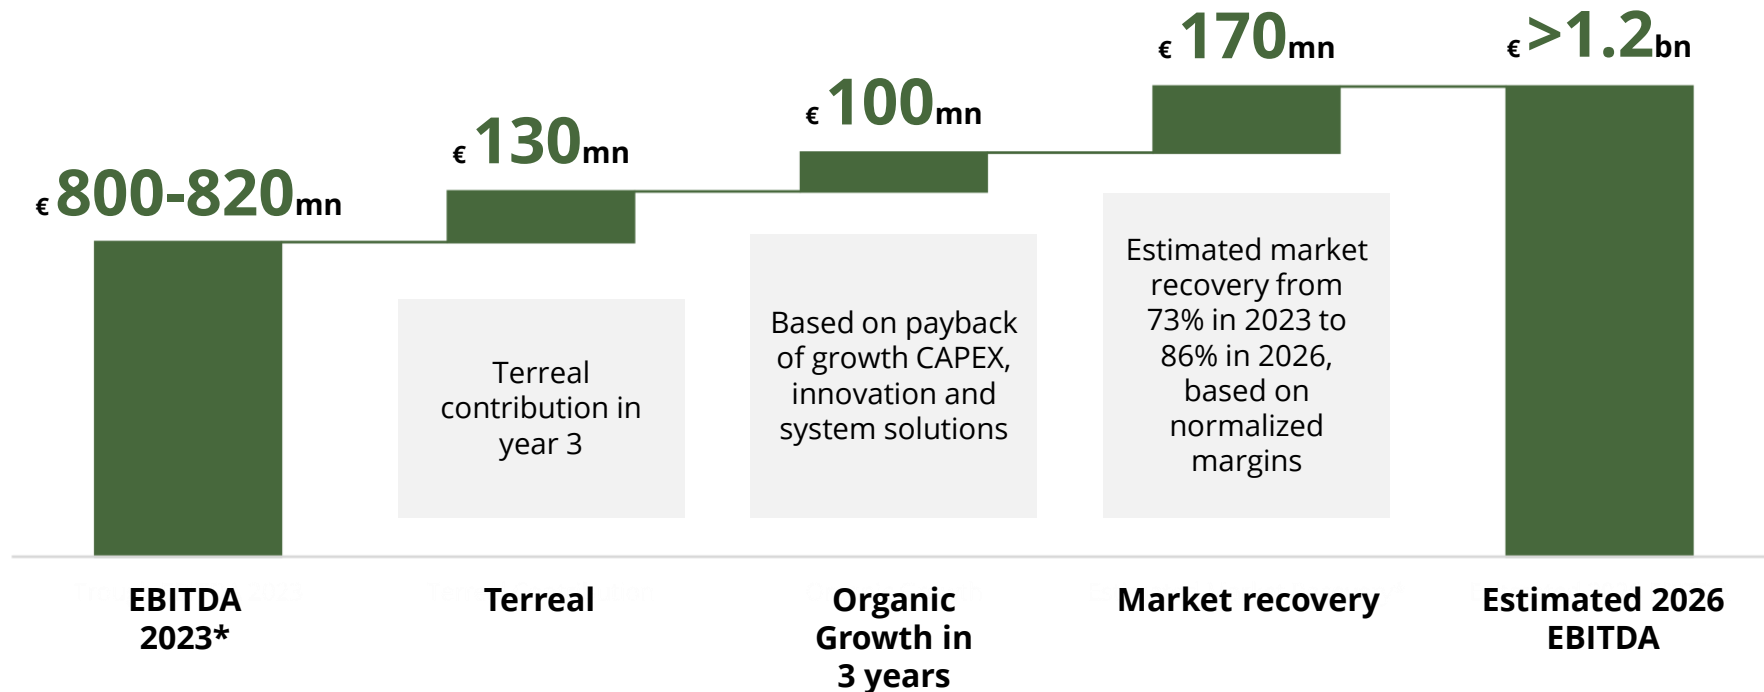 € 800-820mn
€ 130mn
€ 100mn
€ 170mn
€ >1.2bn
Terreal
contribution in
year 3
Based on payback
of growth CAPEX,
innovation and
system solutions
Estimated market
recovery from
73% in 2023 to
86% in 2026,
based on
normalized
margins
EBITDA
2023*
Terreal
Organic
Growth in
3 years
Market recovery
Estimated 2026
EBITDA